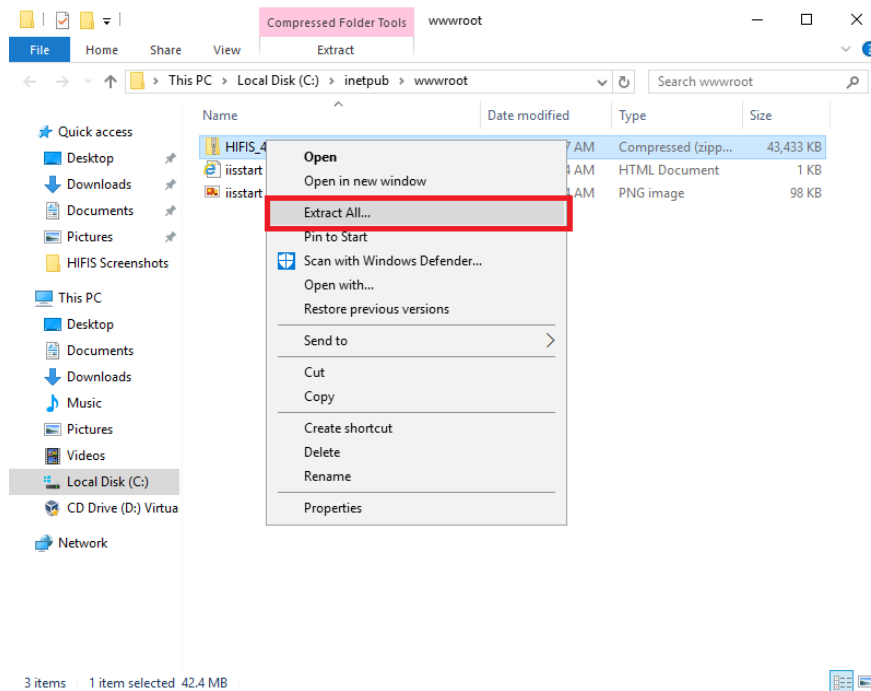 Compressed Folder Tools wwwroot
File Home Share View Extract
This PC Local Disk (C:) inetpub wwwroot Search wwwroot
Name Date modified Type Size
Quick access
Desktop
Downloads
Documents
Pictures
HIFIS Screenshots
This PC
Desktop
Documents
Downloads
Music
Pictures
Videos
Local Disk (C:)
CD Drive (D:) Virtua
Network
HIFIS_4 7 AM Compressed (zipp... 43,433 KB
iisstart AM HTML Document 1 KB
iisstart AM PNG image 98 KB
Open
Open in new window
Extract All...
Pin to Start
Scan with Windows Defender...
Open with...
Restore previous versions
Send to
Cut
Copy
Create shortcut
Delete
Rename
Properties
3 items 1 item selected 42.4 MB